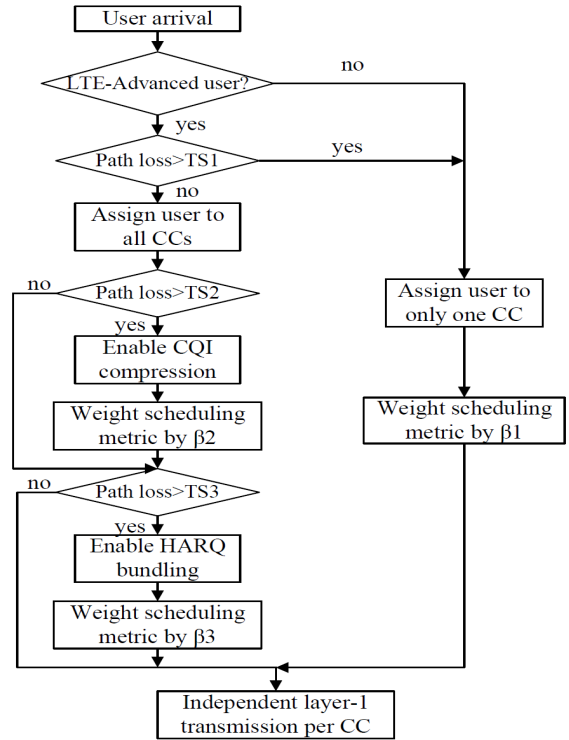 User arrival
LTE-Advanced user?
no
yes
Path loss>TS1
yes
no
Assign user to
all CCs
no
Path loss>TS2
Assign user to
only one CC
yes
Enable CQI
compression
Weight scheduling
metric by β2
Weight scheduling
metric by β1
no
Path loss>TS3
yes
Enable HARQ
bundling
Weight scheduling
metric by β3
Independent layer-1
transmission per CC